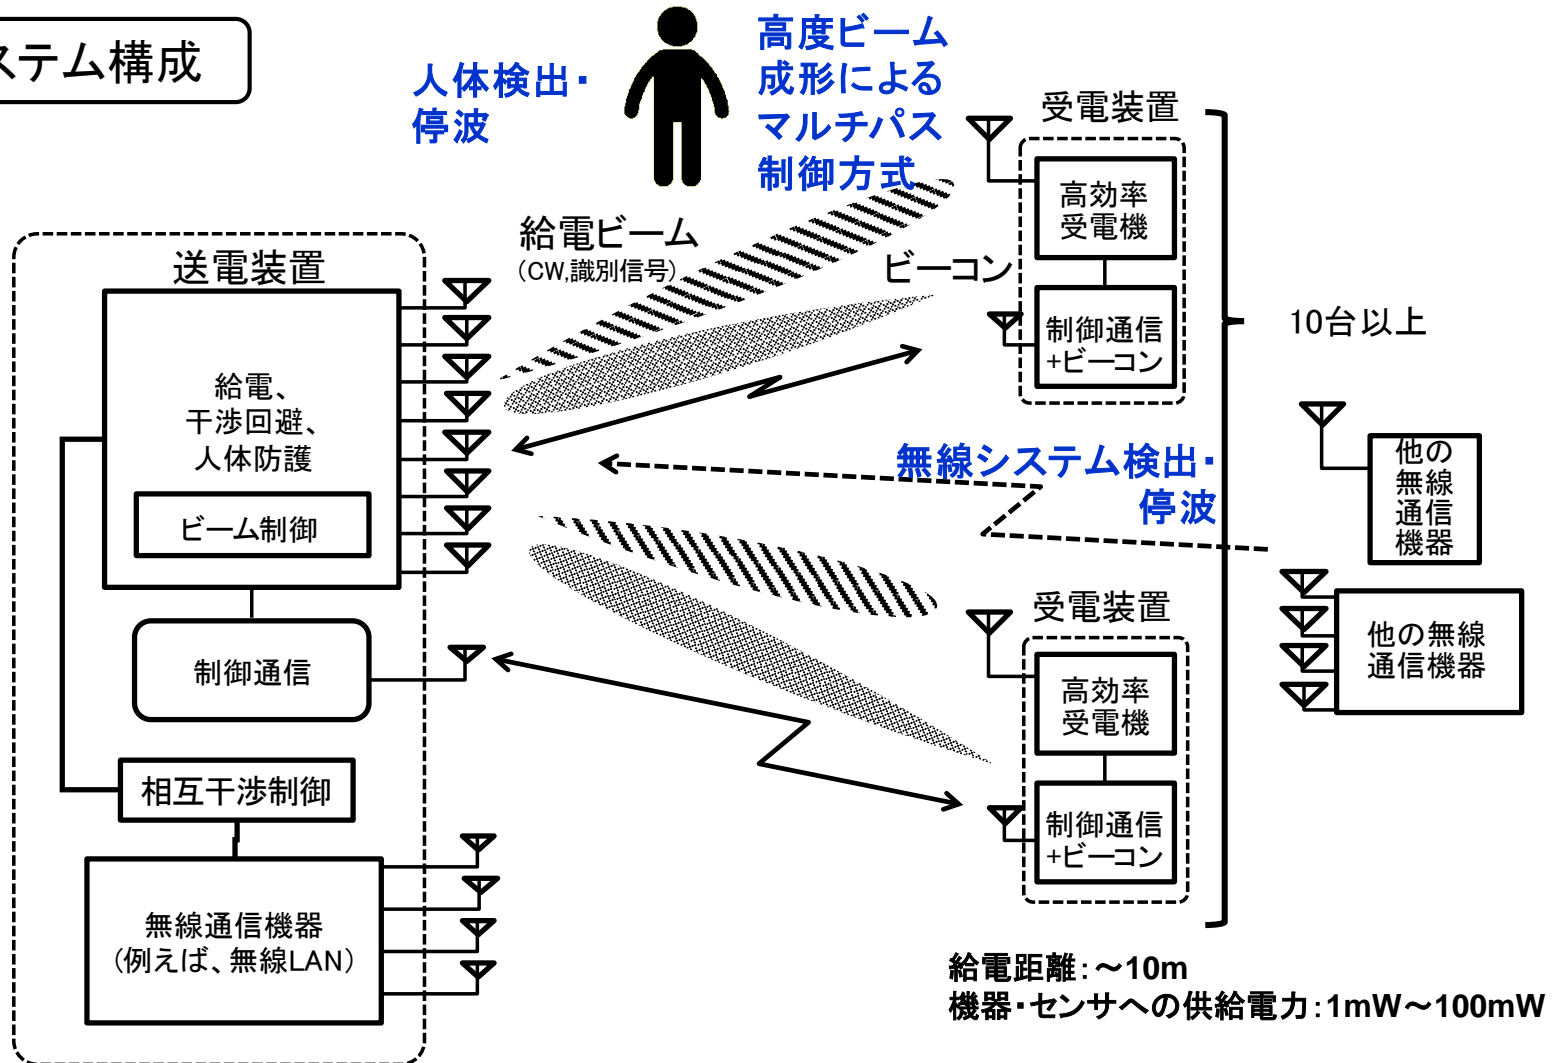 ステム構成
人体検出・
停波
高度ビーム
成形による
マルチパス
制御方式
受電装置
高効率
受電機
制御通信
+ビーコン
給電ビーム
(CW,識別信号)
ビーコン
10台以上
送電装置
給電、
干渉回避、
人体防護
ビーム制御
制御通信
相互干渉制御
無線通信機器
(例えば、無線LAN)
無線システム検出・
停波
他の
無線
通信
機器
他の無線
通信機器
受電装置
高効率
受電機
制御通信
+ビーコン
給電距離：～10m
機器・センサへの供給電力：1mW～100mW